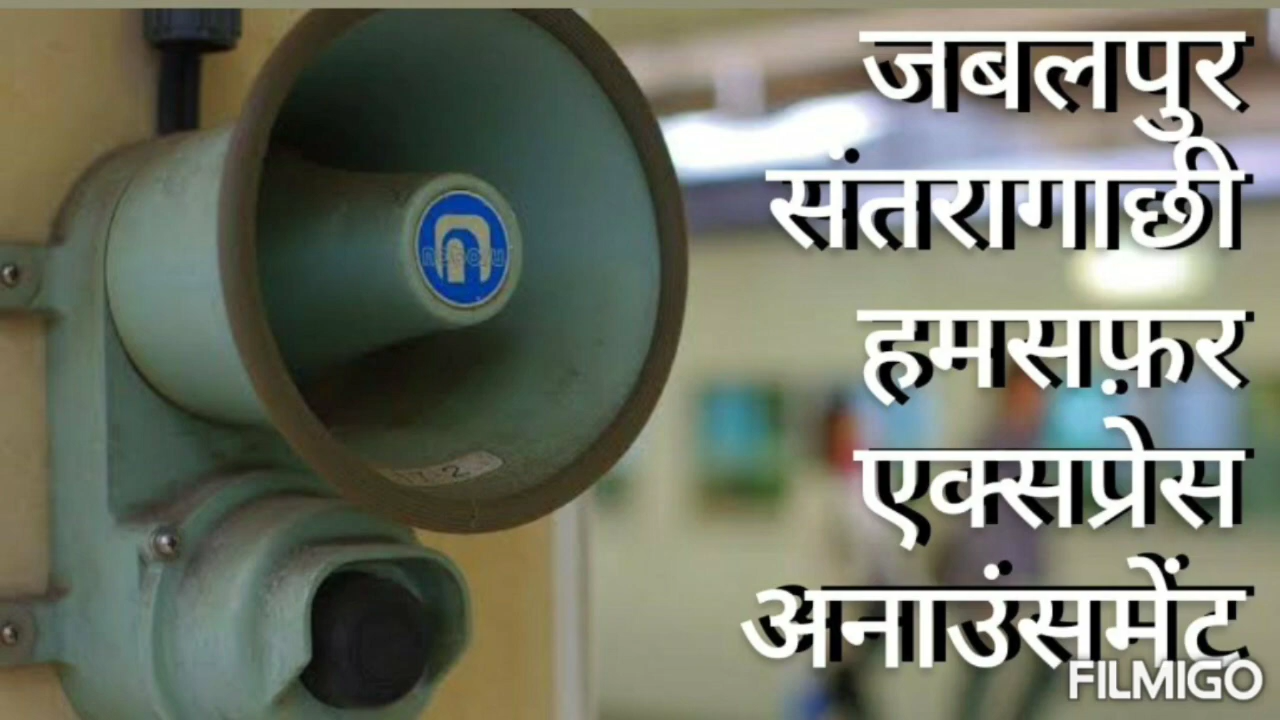 जबलपुर
संतरागाछी
हमसफ़र
एक्सप्रेस
अनाउंसमेंट
FILMIGO